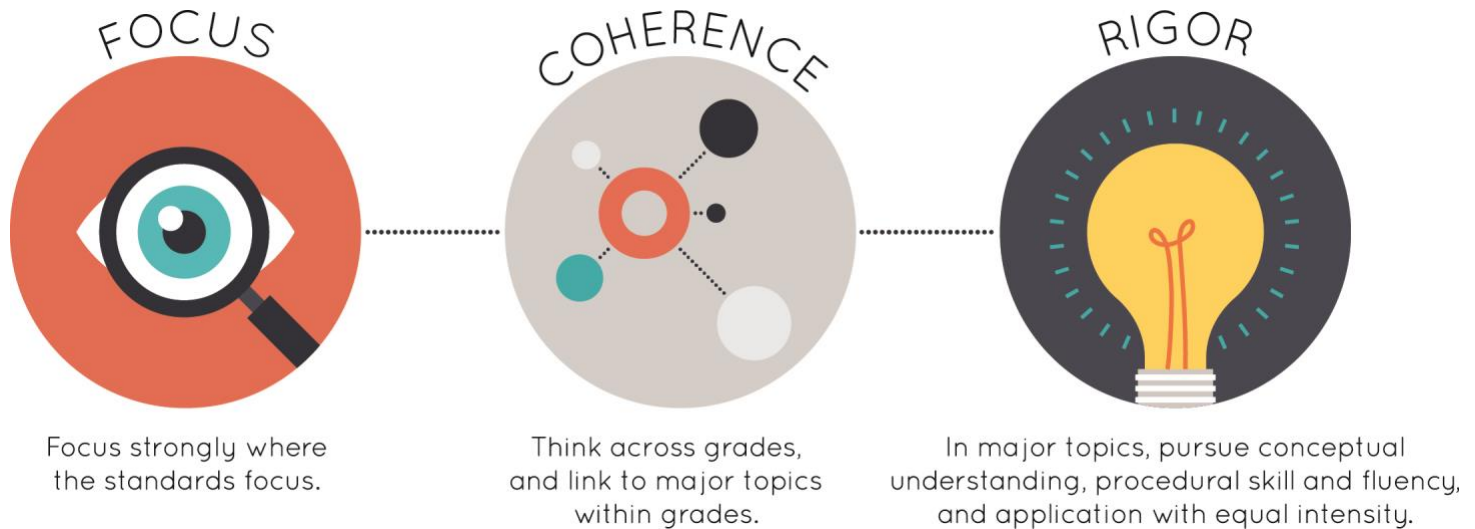 FOCUS
Focus strongly where
the standards focus.
COHERENCE
Think across grades,
and link to major topics
within grades.
RIGOR
In major topics, pursue conceptual
understanding, procedural skill and fluency,
and application with equal intensity.